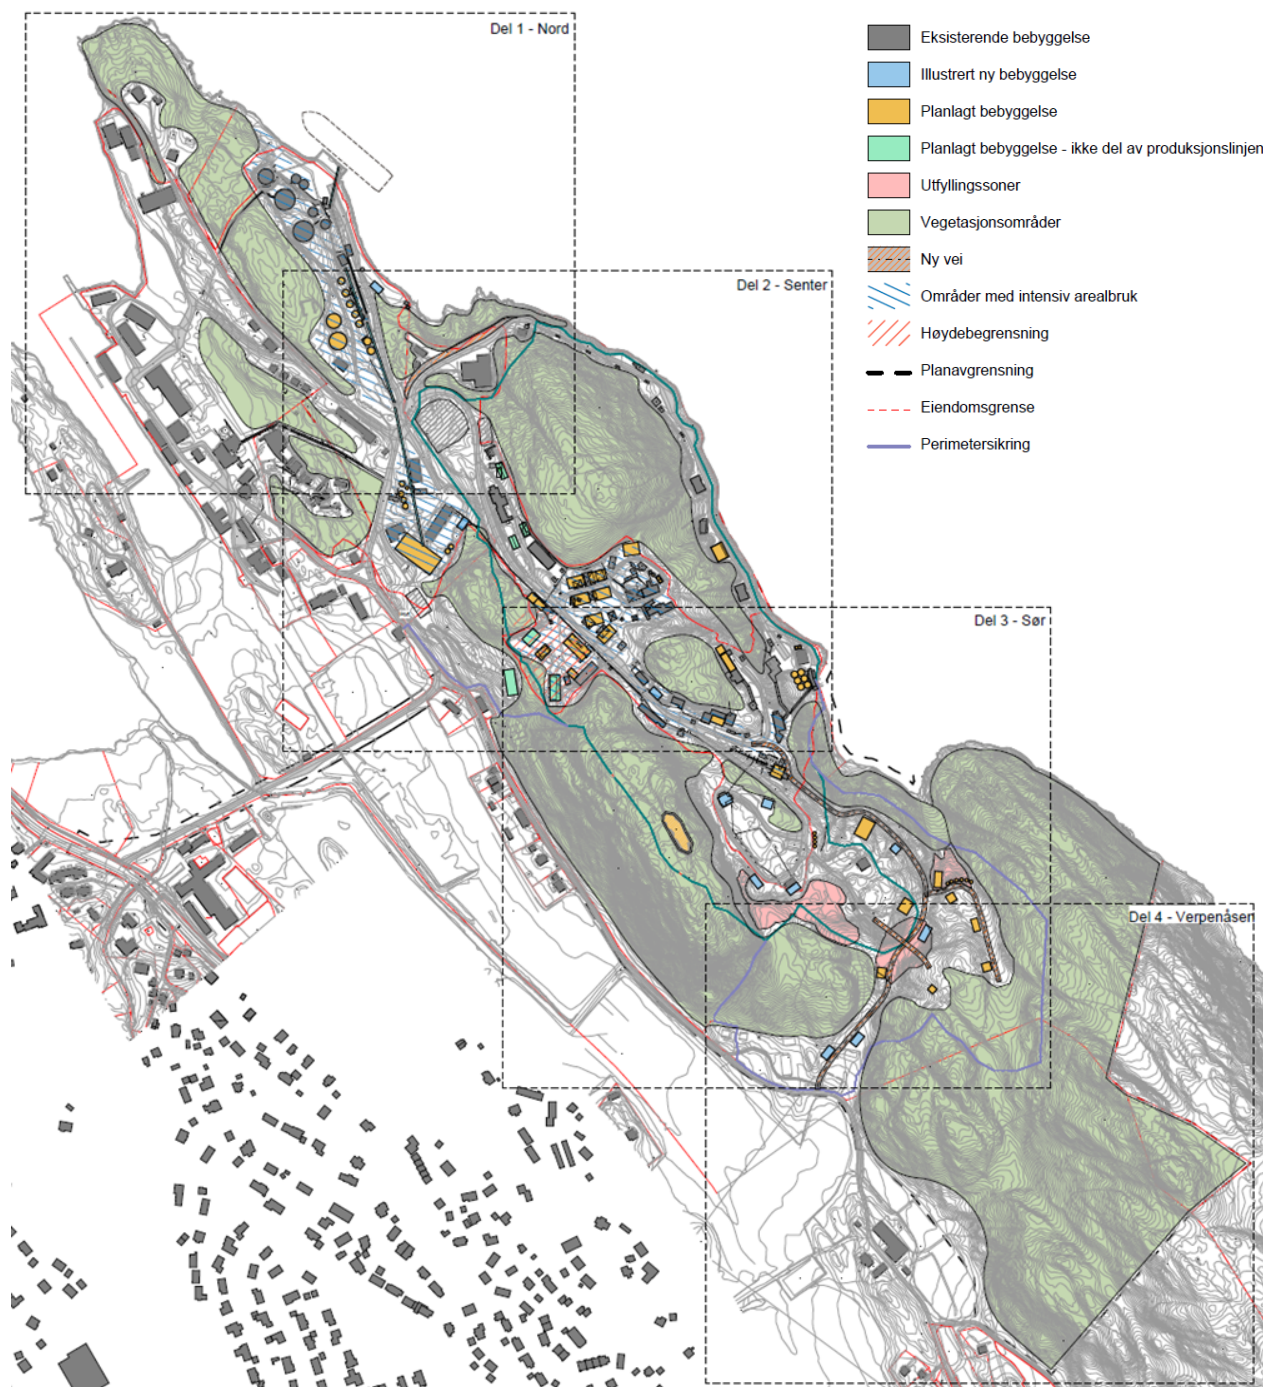 Del 1 - Nord
Eksisterende bebyggelse
Illustrert ny bebyggelse
Planlagt bebyggelse
Planlagt bebyggelse - ikke del av produksjonslinjen
Utfyllingssoner
Vegetasjonsområder
Ny vei
Områder med intensiv arealbruk
Høydebegrensning
Planavgrensning
Eiendomsgrense
Perimetersikring
Del 2 - Senter
Del 3 - Sør
Del 4 - Verpenåsen